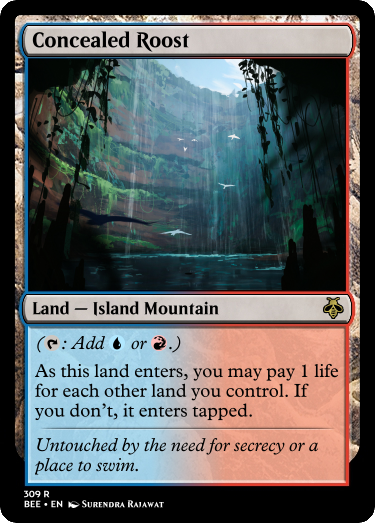 Concealed Roost
Land — Island Mountain
(: Add or .)
As this land enters, you may pay 1 life
for each other land you control. If
you don't, it enters tapped.
Untouched by the need for secrecy or a
place to swim.
309 R
BEE • EN Surendra Rajawat